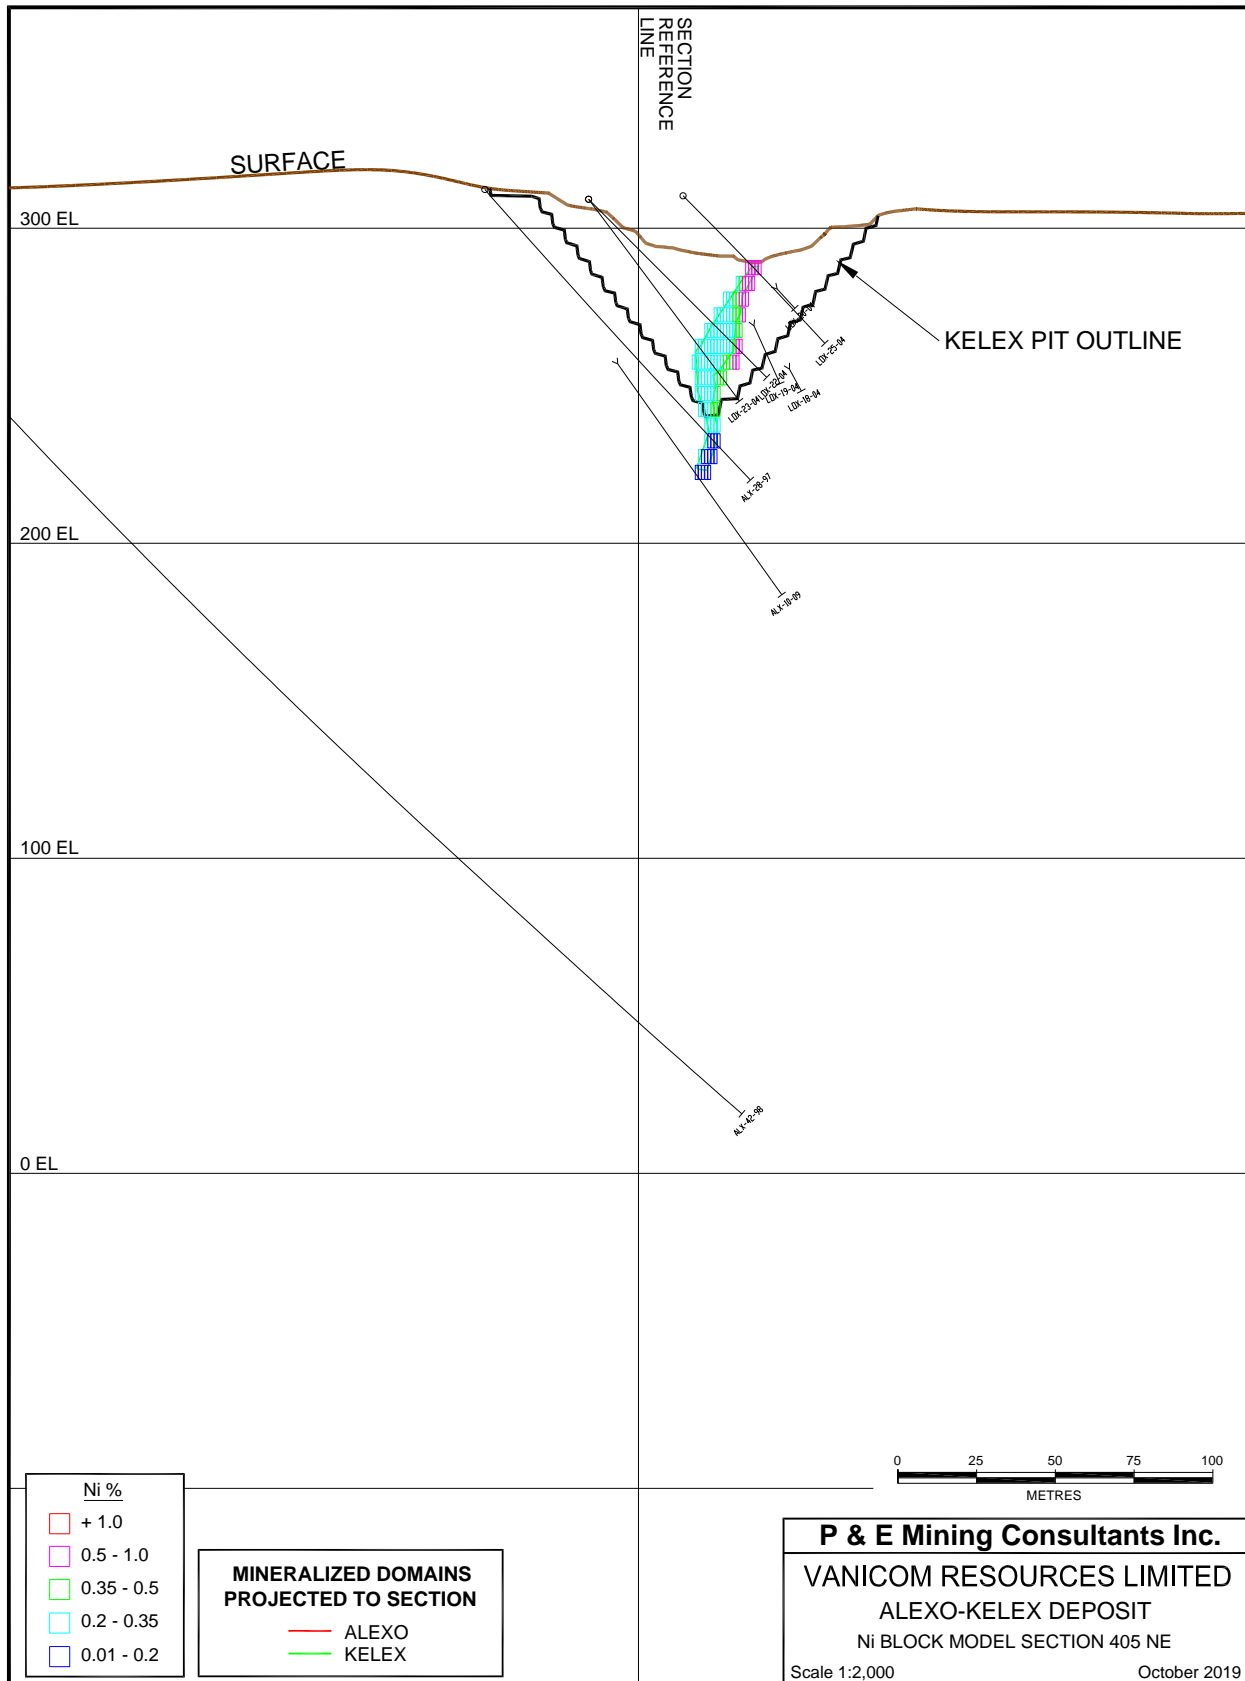 SECTION
REFERENCE
LINE
SURFACE
300 EL
KELEX PIT OUTLINE
LDX-25-04
LDX-22-04
LDX-19-04
LDX-18-04
LDX-23-04
ALX-28-97
200 EL
ALX-10-09
100 EL
ALX-42-98
0 EL
0 25 50 75 100
METRES
Ni %
+ 1.0
0.5 - 1.0
0.35 - 0.5
0.2 - 0.35
0.01 - 0.2
MINERALIZED DOMAINS
PROJECTED TO SECTION
ALEXO
KELEX
P & E Mining Consultants Inc.
VANICOM RESOURCES LIMITED
ALEXO-KELEX DEPOSIT
Ni BLOCK MODEL SECTION 405 NE
Scale 1:2,000 October 2019